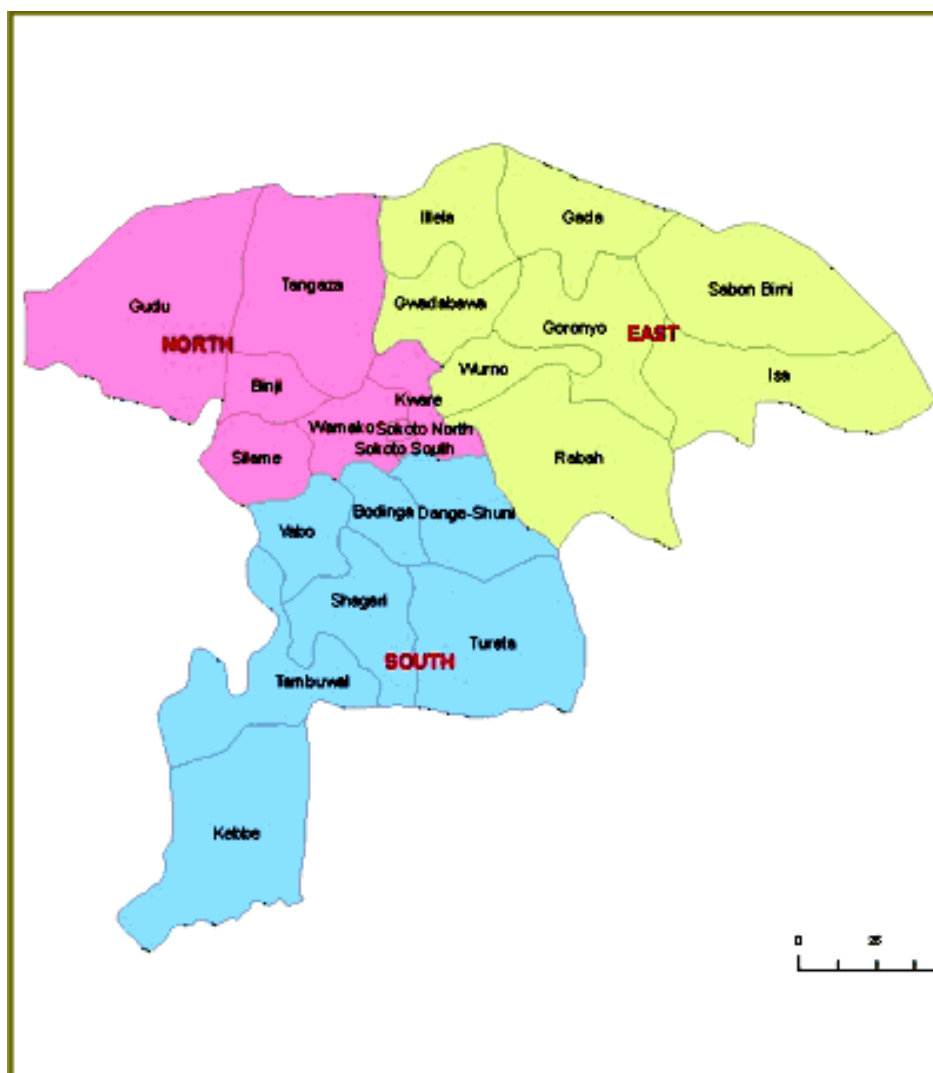 Illela
Gada
Tangaza
Sabon Birni
Gudu
Gwadabawa
Goronyo
EAST
NORTH
Wurno
Isa
Binji
Kware
Wamako
Sokoto North
Sokoto South
Silame
Rabah
Bodinga
Dange-Shuni
Yabo
Shagari
Tureta
SOUTH
Tambuwal
Kebbe
0
25